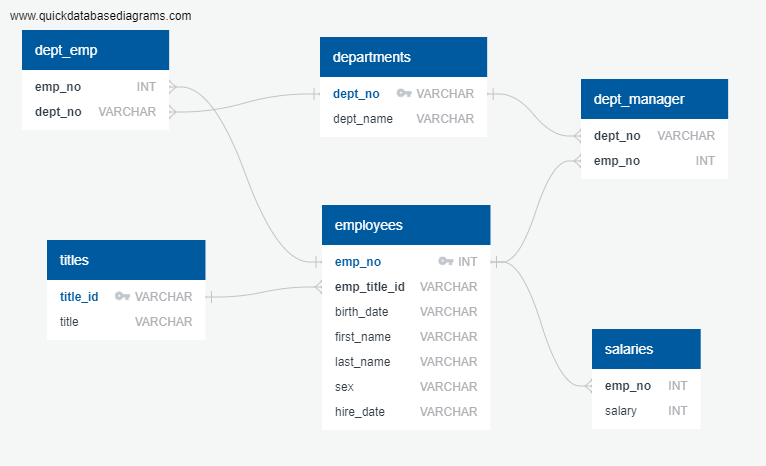 www.quickdatabasediagrams.com
dept_emp
emp_no INT
dept_no VARCHAR
departments
dept_no VARCHAR
dept_name VARCHAR
dept_manager
dept_no VARCHAR
emp_no INT
titles
title_id VARCHAR
title VARCHAR
employees
emp_no INT
emp_title_id VARCHAR
birth_date VARCHAR
first_name VARCHAR
last_name VARCHAR
sex VARCHAR
hire_date VARCHAR
salaries
emp_no INT
salary INT